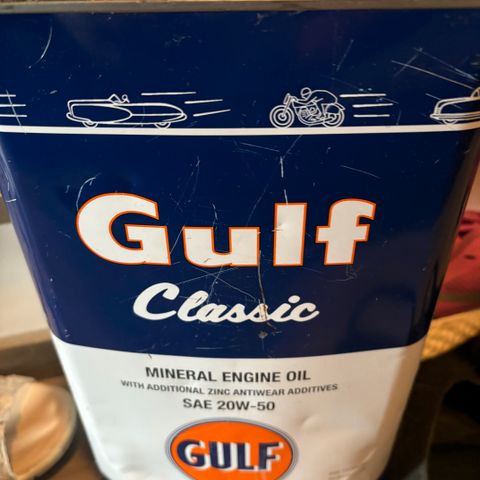 Gulf
Classic
MINERAL ENGINE OIL
WITH ADDITIONAL ZINC ANTIWEAR ADDITIVES
SAE 20W-50
GULF